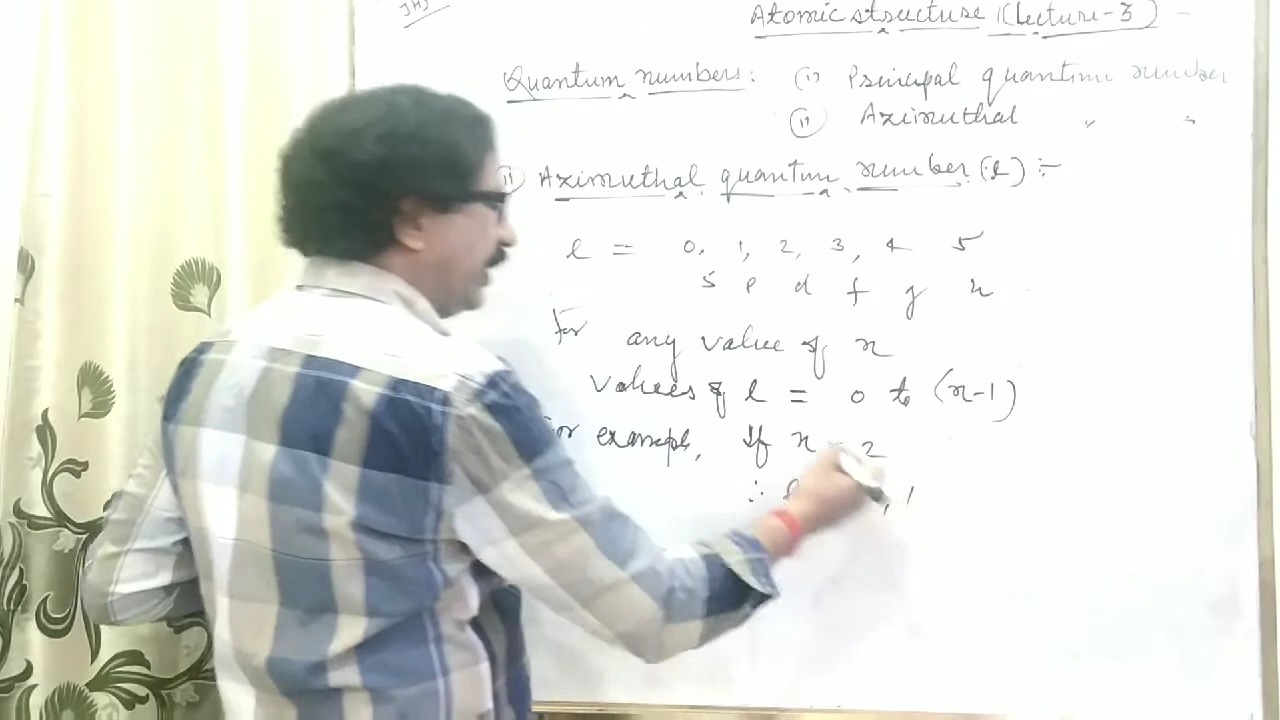 Atomic structure (Lecture-3)
Quantum numbers: (i) Principal quantum number
(ii) Azimuthal " "
(ii) Azimuthal quantum number (l) :-
l = 0, 1, 2, 3, 4 5
s p d f g h
For any value of n
Values of l = 0 to (n-1)
For example, If n = 2
∴ l , 1